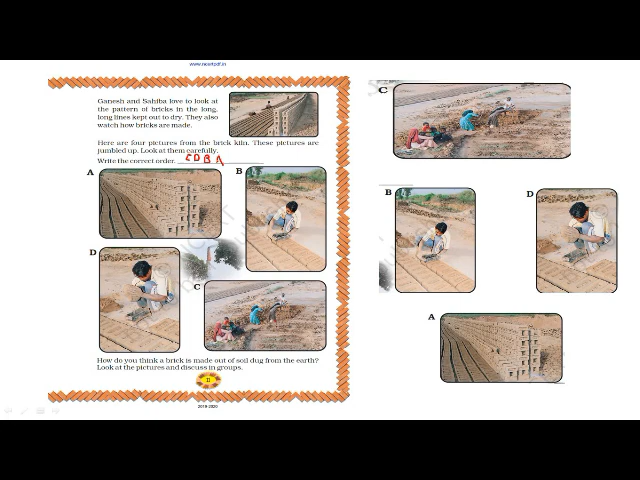 www.ncertpdf.in
Ganesh and Sahiba love to look at
the pattern of bricks in the long,
long lines kept out to dry. They also
watch how bricks are made.
Here are four pictures from the brick kiln. These pictures are
jumbled up. Look at them carefully.
Write the correct order. CDBA
A
B
D
C
How do you think a brick is made out of soil dug from the earth?
Look at the pictures and discuss in groups.
11
2019-2020
C
B
D
A